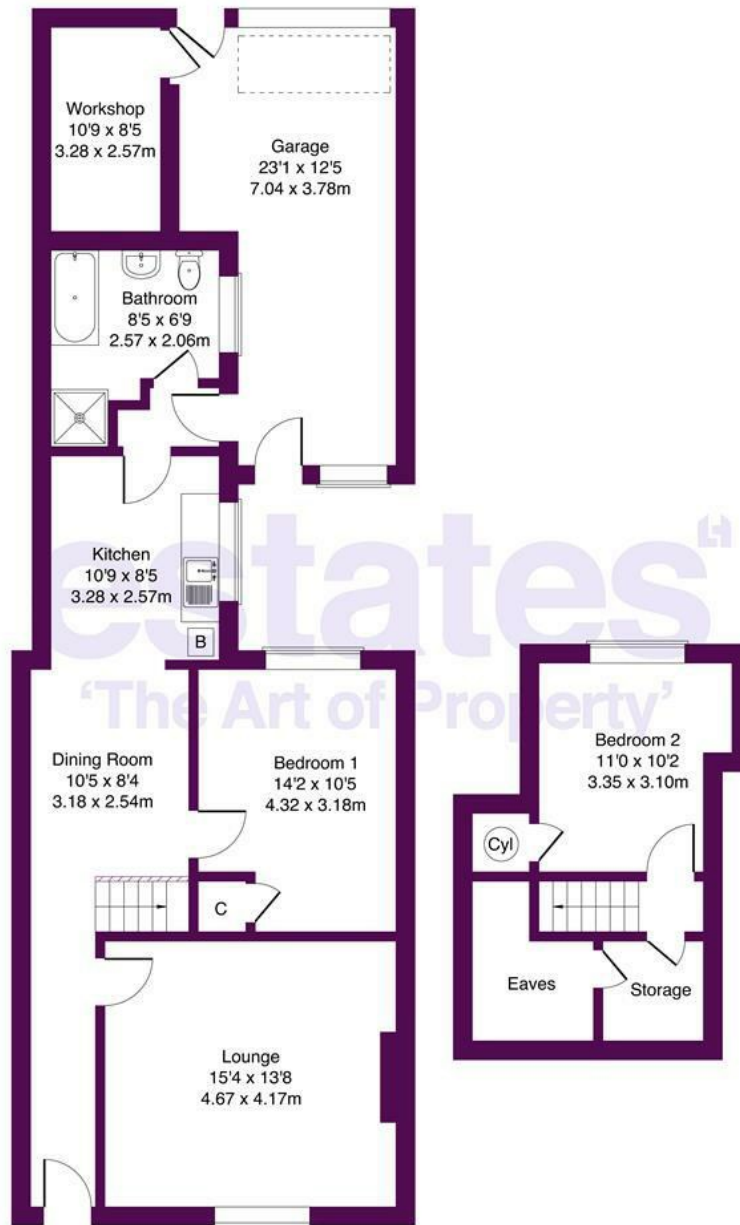 Workshop
10'9 x 8'5
3.28 x 2.57m
Garage
23'1 x 12'5
7.04 x 3.78m
Bathroom
8'5 x 6'9
2.57 x 2.06m
Kitchen
10'9 x 8'5
3.28 x 2.57m
B
estates
'The Art of Property'
Dining Room
10'5 x 8'4
3.18 x 2.54m
Bedroom 1
14'2 x 10'5
4.32 x 3.18m
C
Lounge
15'4 x 13'8
4.67 x 4.17m
Bedroom 2
11'0 x 10'2
3.35 x 3.10m
Cyl
Eaves
Storage